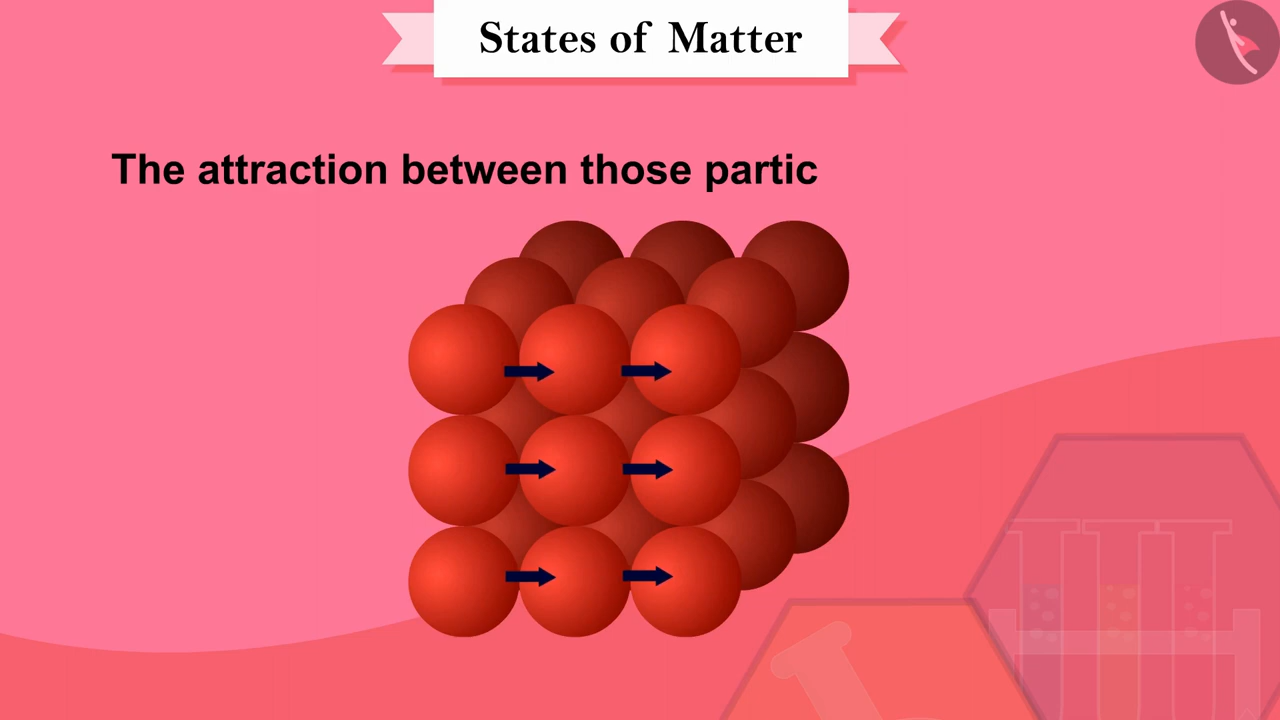 States of Matter
The attraction between those partic